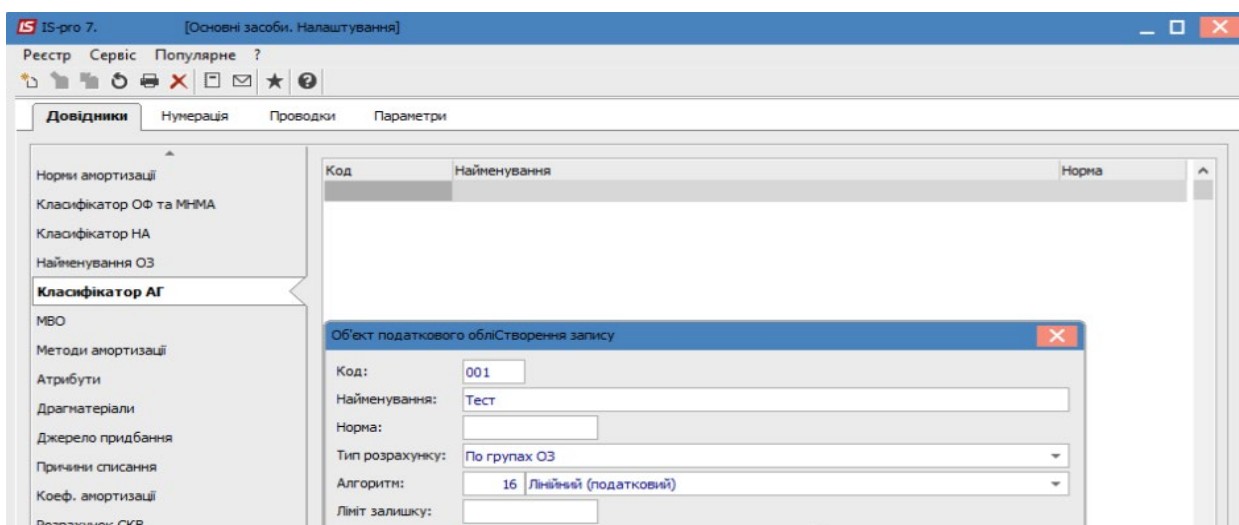 IS-pro 7. [Основні засоби. Налаштування]
Реєстр Сервіс Популярне ?
Довідники Нумерація Проводки Параметри
Норми амортизації
Класифікатор ОФ та МНМА
Класифікатор НА
Найменування ОЗ
Класифікатор АГ
МВО
Методи амортизації
Атрибути
Драгматеріали
Джерело придбання
Причини списання
Коеф. амортизації
Розрахунок СКВ
Код Найменування Норма
Об'єкт податкового обліСтворення запису
Код: 001
Найменування: Тест
Норма:
Тип розрахунку: По групах ОЗ
Алгоритм: 16 Лінійний (податковий)
Ліміт залишку: